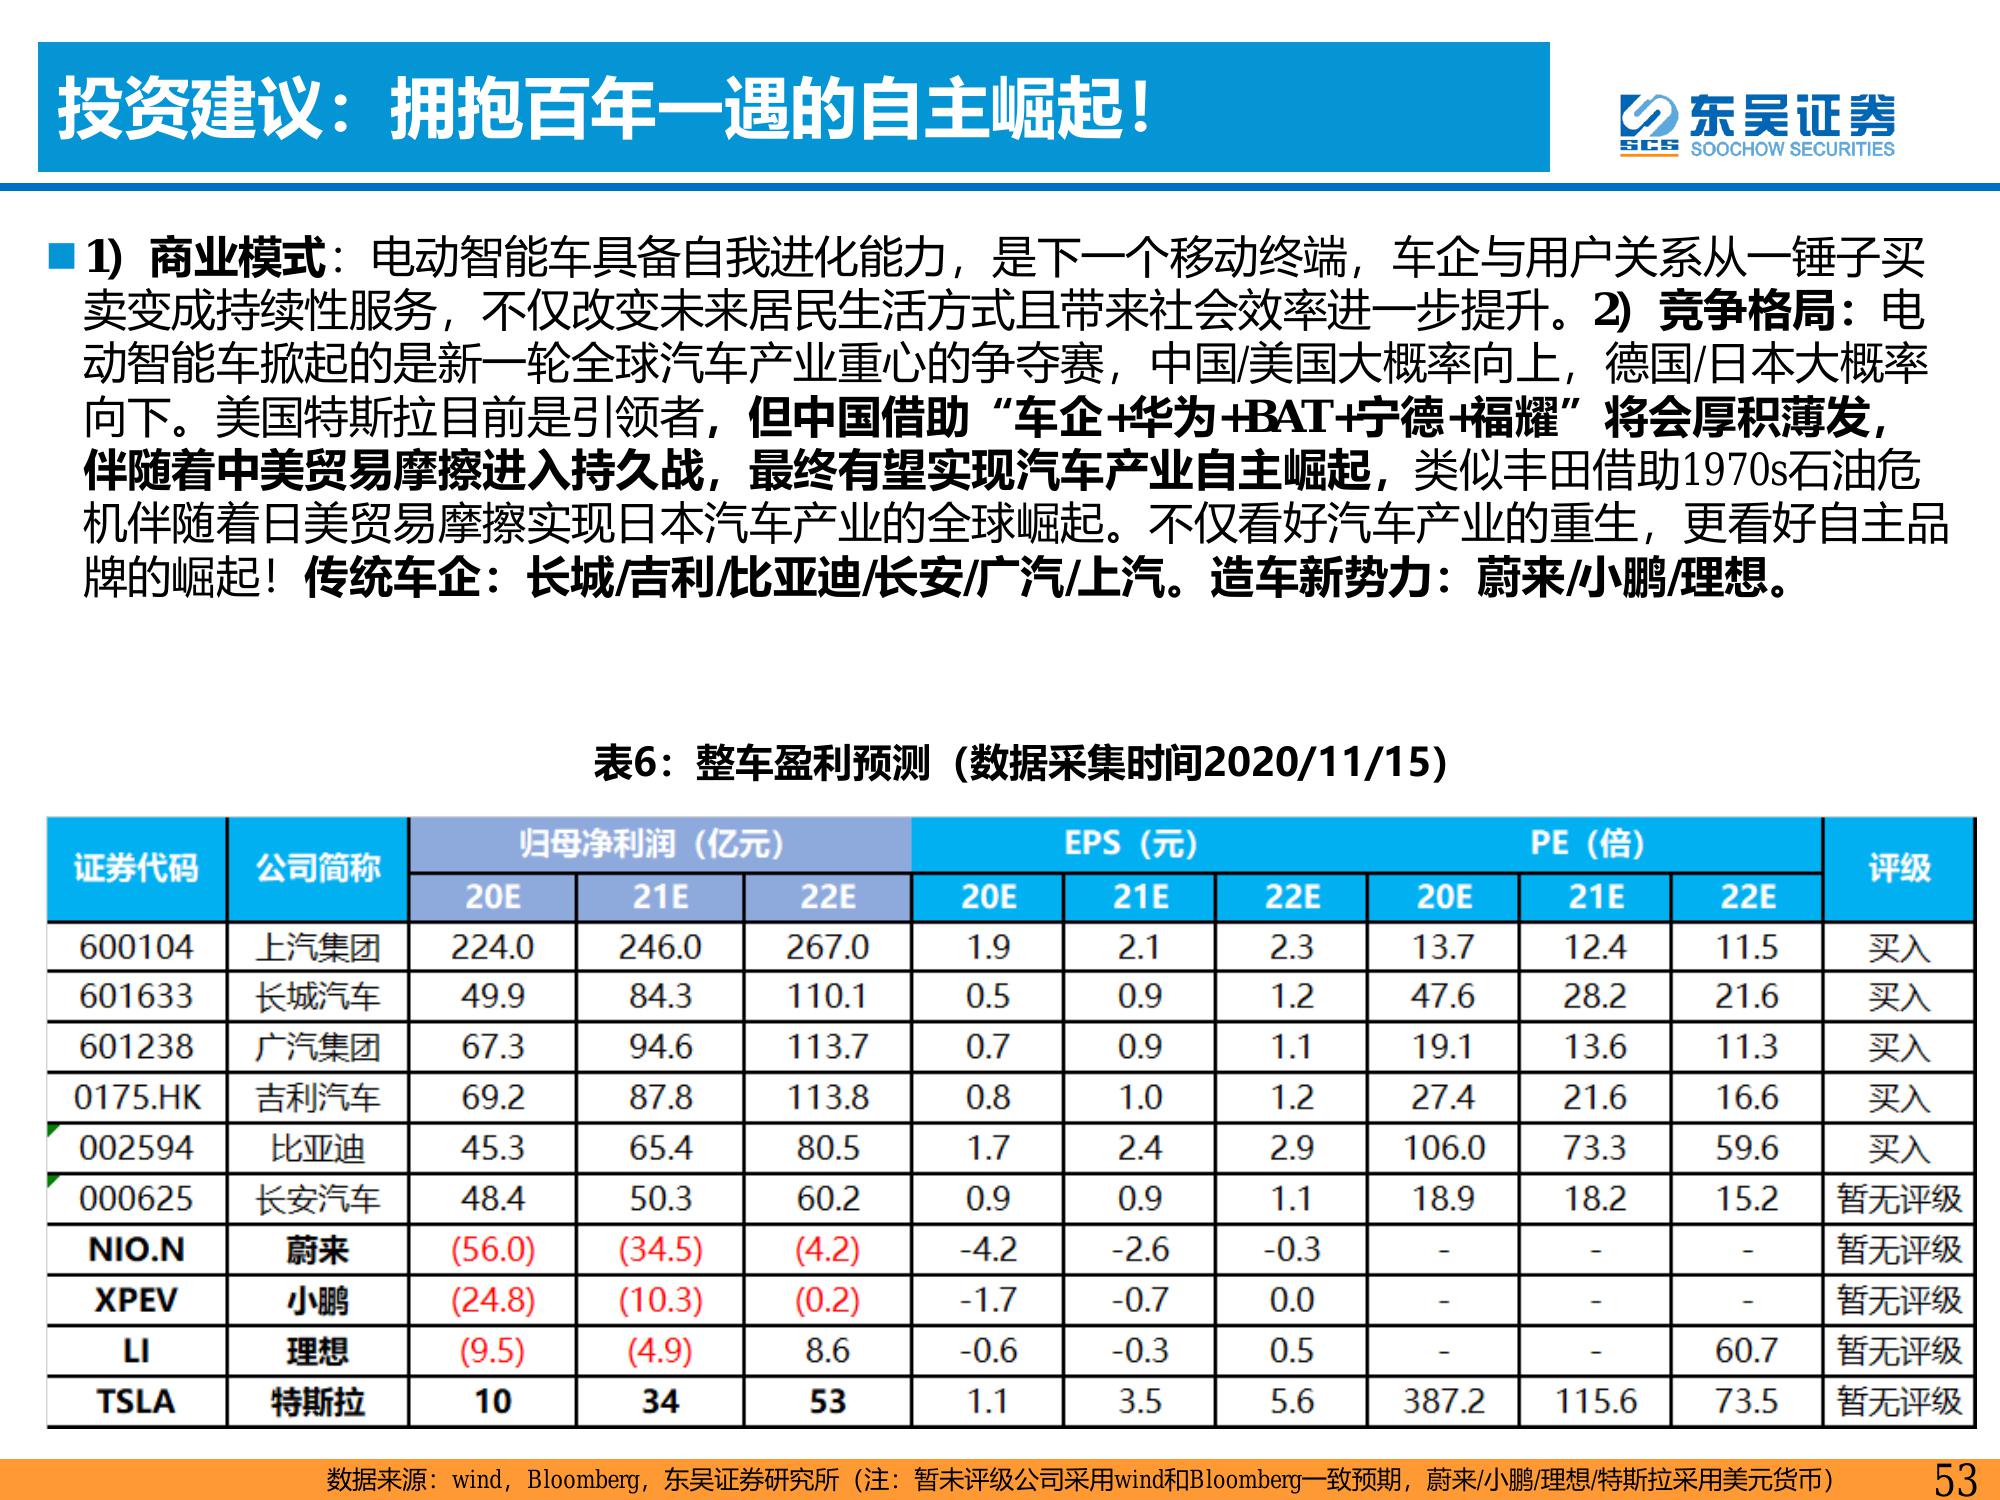 投资建议：拥抱百年一遇的自主崛起！
东吴证券
SCS SOOCHOW SECURITIES
1）商业模式：电动智能车具备自我进化能力，是下一个移动终端，车企与用户关系从一锤子买
卖变成持续性服务，不仅改变未来居民生活方式且带来社会效率进一步提升。2）竞争格局：电
动智能车掀起的是新一轮全球汽车产业重心的争夺赛，中国/美国大概率向上，德国/日本大概率
向下。美国特斯拉目前是引领者，但中国借助“车企+华为+BAT+宁德+福耀”将会厚积薄发，
伴随着中美贸易摩擦进入持久战，最终有望实现汽车产业自主崛起，类似丰田借助1970s石油危
机伴随着日美贸易摩擦实现日本汽车产业的全球崛起。不仅看好汽车产业的重生，更看好自主品
牌的崛起！传统车企：长城/吉利/比亚迪/长安/广汽/上汽。造车新势力：蔚来/小鹏/理想。
表6：整车盈利预测（数据采集时间2020/11/15）
证券代码 公司简称 归母净利润（亿元） EPS（元） PE（倍） 评级
20E 21E 22E 20E 21E 22E 20E 21E 22E
600104 上汽集团 224.0 246.0 267.0 1.9 2.1 2.3 13.7 12.4 11.5 买入
601633 长城汽车 49.9 84.3 110.1 0.5 0.9 1.2 47.6 28.2 21.6 买入
601238 广汽集团 67.3 94.6 113.7 0.7 0.9 1.1 19.1 13.6 11.3 买入
0175.HK 吉利汽车 69.2 87.8 113.8 0.8 1.0 1.2 27.4 21.6 16.6 买入
002594 比亚迪 45.3 65.4 80.5 1.7 2.4 2.9 106.0 73.3 59.6 买入
000625 长安汽车 48.4 50.3 60.2 0.9 0.9 1.1 18.9 18.2 15.2 暂无评级
NIO.N 蔚来 (56.0) (34.5) (4.2) -4.2 -2.6 -0.3 - - - 暂无评级
XPEV 小鹏 (24.8) (10.3) (0.2) -1.7 -0.7 0.0 - - - 暂无评级
LI 理想 (9.5) (4.9) 8.6 -0.6 -0.3 0.5 - - 60.7 暂无评级
TSLA 特斯拉 10 34 53 1.1 3.5 5.6 387.2 115.6 73.5 暂无评级
数据来源：wind，Bloomberg，东吴证券研究所（注：暂未评级公司采用wind和Bloomberg一致预期，蔚来/小鹏/理想/特斯拉采用美元货币）
53